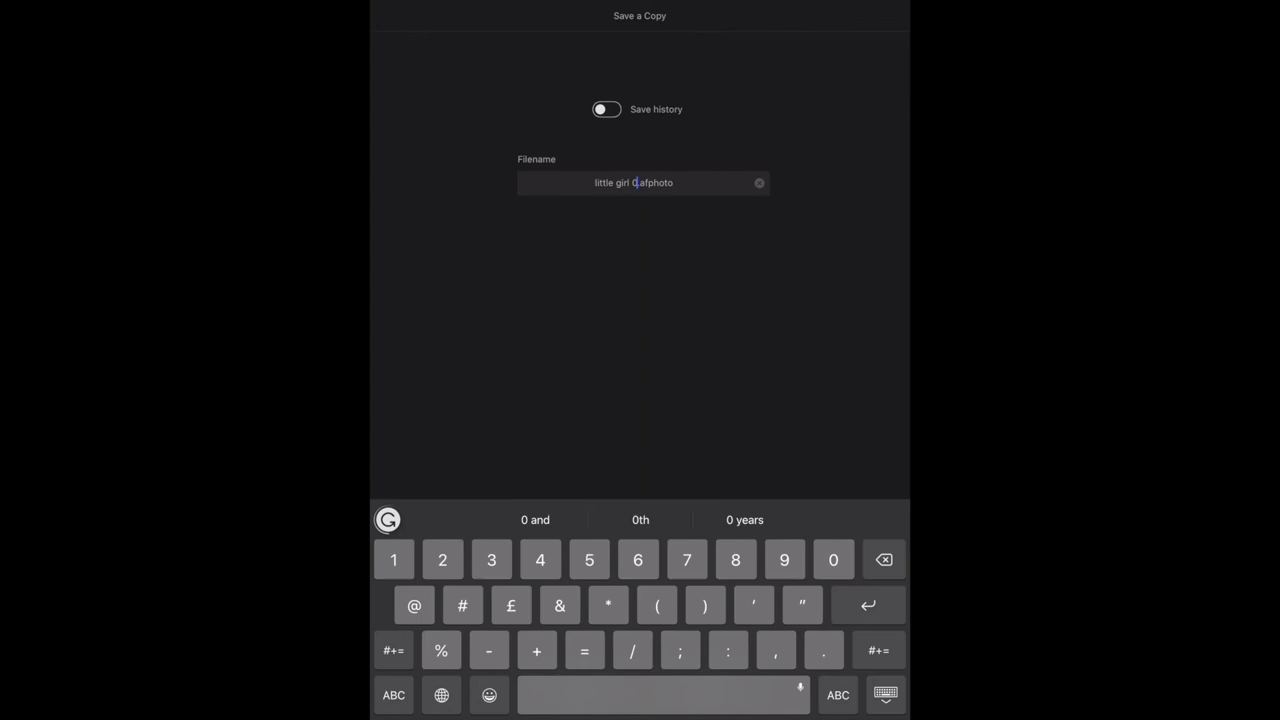 Save a Copy
Save history
Filename
little girl 0.afphoto
0 and 0th 0 years
1 2 3 4 5 6 7 8 9 0
@ # £ & * ( ) ' "
#+= % - + = / ; : , . #+=
ABC ABC